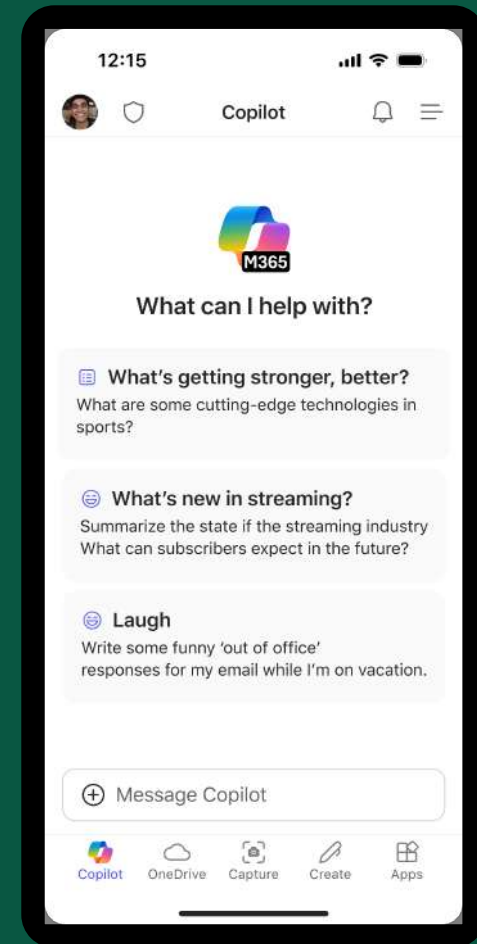 12:15
Copilot
M365
What can I help with?
What's getting stronger, better?
What are some cutting-edge technologies in
sports?
What's new in streaming?
Summarize the state if the streaming industry
What can subscribers expect in the future?
Laugh
Write some funny 'out of office'
responses for my email while I'm on vacation.
Message Copilot
Copilot OneDrive Capture Create Apps